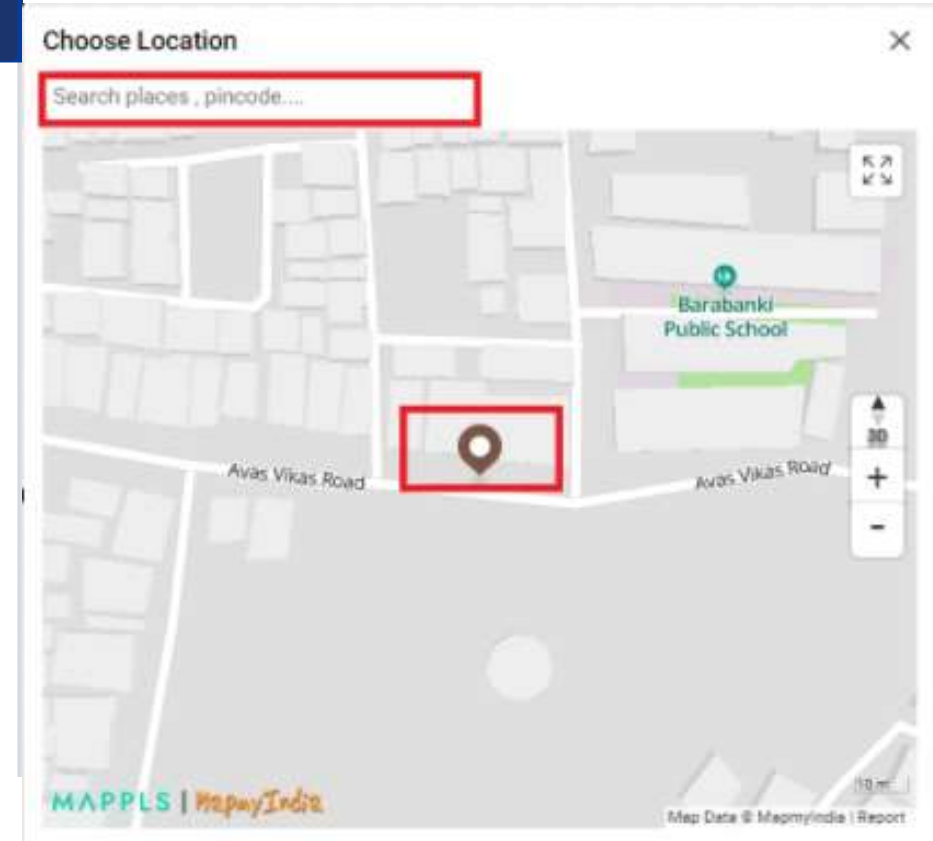 Choose Location
Search places , pincode....
Barabanki
Public School
3D
Avas Vikas Road
Avas Vikas Road
+
-
10 m
MAPPLS | MapmyIndia
Map Data © MapmyIndia | Report